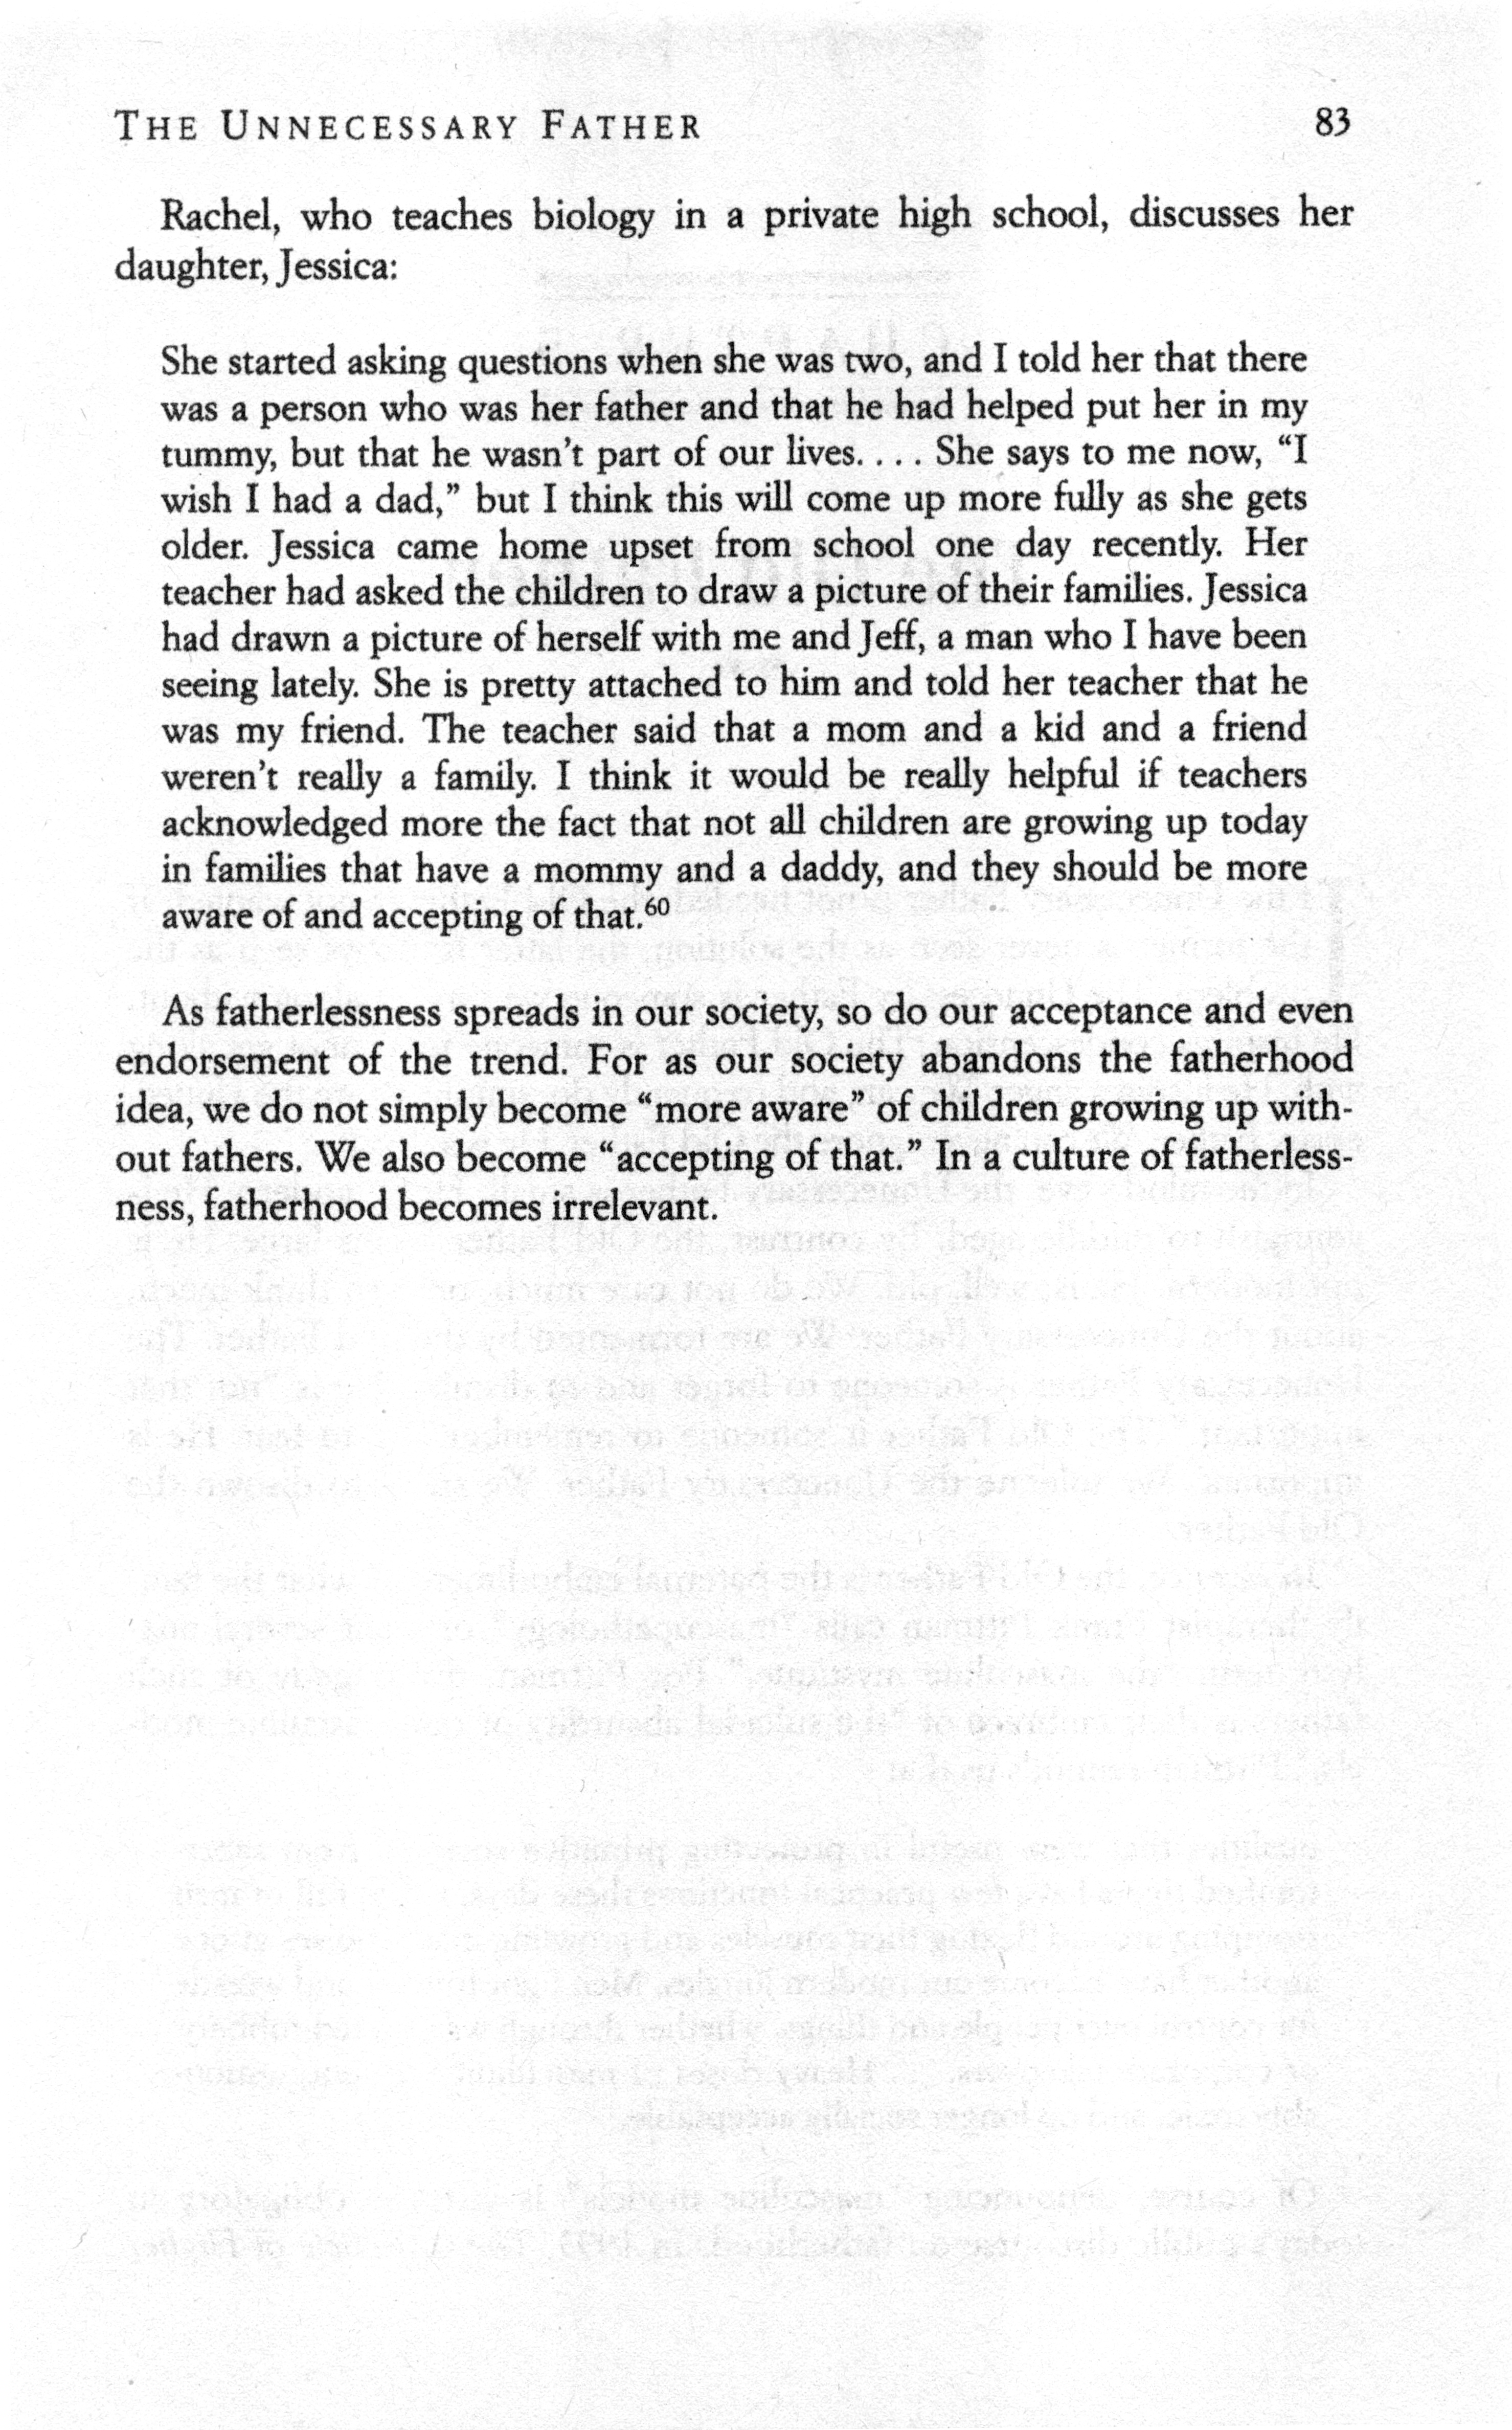 THE UNNECESSARY FATHER 83
Rachel, who teaches biology in a private high school, discusses her
daughter, Jessica:
She started asking questions when she was two, and I told her that there
was a person who was her father and that he had helped put her in my
tummy, but that he wasn't part of our lives. . . . She says to me now, “I
wish I had a dad,” but I think this will come up more fully as she gets
older. Jessica came home upset from school one day recently. Her
teacher had asked the children to draw a picture of their families. Jessica
had drawn a picture of herself with me and Jeff, a man who I have been
seeing lately. She is pretty attached to him and told her teacher that he
was my friend. The teacher said that a mom and a kid and a friend
weren't really a family. I think it would be really helpful if teachers
acknowledged more the fact that not all children are growing up today
in families that have a mommy and a daddy, and they should be more
aware of and accepting of that.60
As fatherlessness spreads in our society, so do our acceptance and even
endorsement of the trend. For as our society abandons the fatherhood
idea, we do not simply become “more aware” of children growing up with-
out fathers. We also become “accepting of that.” In a culture of fatherless-
ness, fatherhood becomes irrelevant.